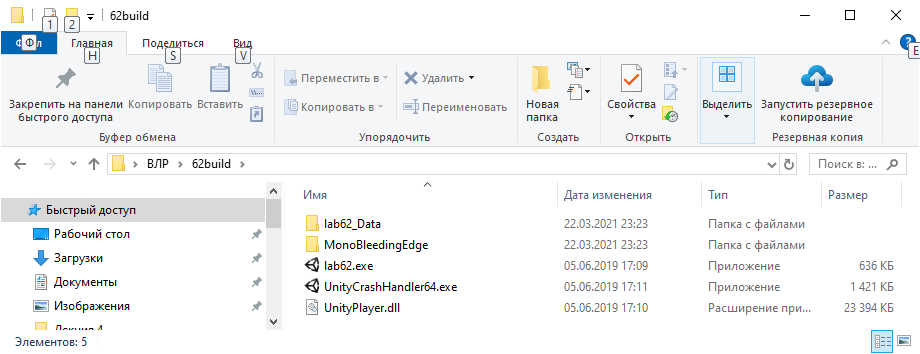 62build
1 2
Ф Главная Поделиться Вид
Н S V E
Закрепить на панели быстрого доступа
Копировать
Вставить
Буфер обмена
Переместить в
Копировать в
Удалить
Переименовать
Упорядочить
Новая папка
Создать
Свойства
Открыть
Выделить
Запустить резервное копирование
Резервная копия
ВЛР > 62build >
Поиск в: ...
Быстрый доступ
Рабочий стол
Загрузки
Документы
Изображения
Лекция 4
Имя Дата изменения Тип Размер
lab62_Data 22.03.2021 23:23 Папка с файлами
MonoBleedingEdge 22.03.2021 23:23 Папка с файлами
lab62.exe 05.06.2019 17:09 Приложение 636 КБ
UnityCrashHandler64.exe 05.06.2019 17:11 Приложение 1 421 КБ
UnityPlayer.dll 05.06.2019 17:10 Расширение при... 23 394 КБ
Элементов: 5